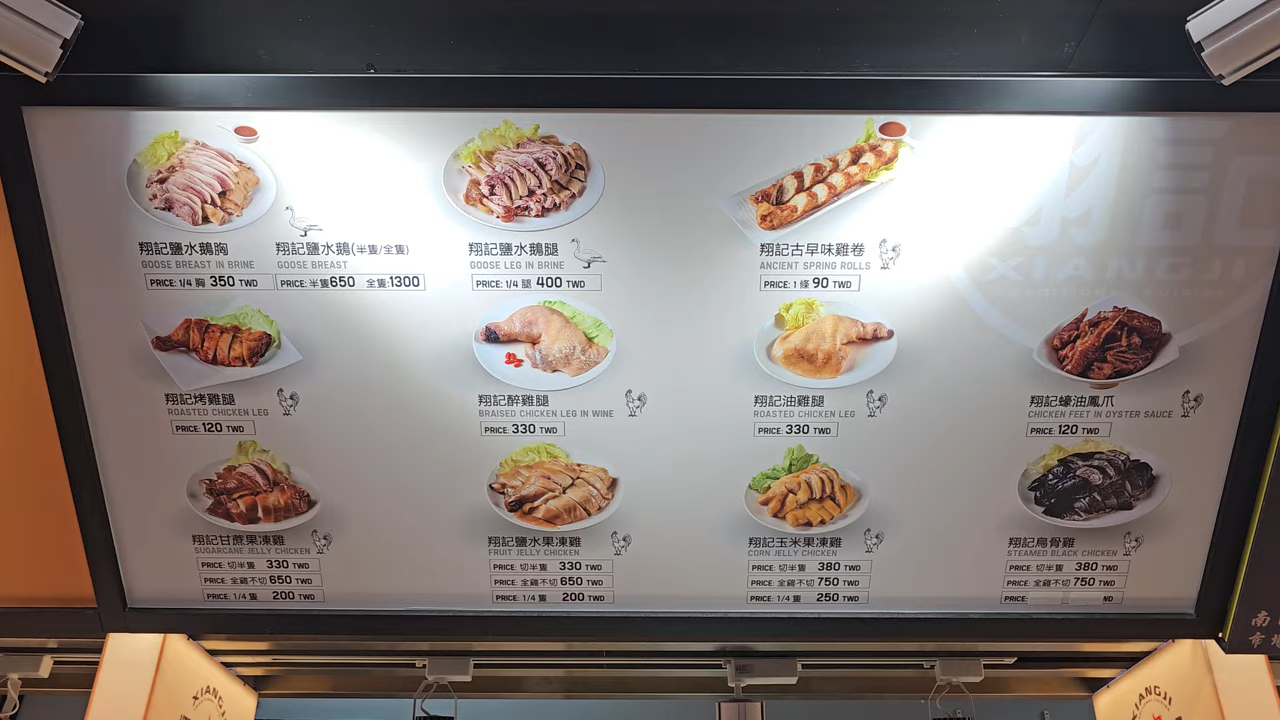 翔記鹽水鵝胸
GOOSE BREAST IN BRINE
PRICE: 1/4 胸 350 TWD
翔記鹽水鵝(半隻/全隻)
GOOSE BREAST
PRICE: 半隻650 全隻:1300
翔記鹽水鵝腿
GOOSE LEG IN BRINE
PRICE: 1/4 腿 400 TWD
翔記古早味雞卷
ANCIENT SPRING ROLLS
PRICE: 1 條 90 TWD
XIANGJI
翔記烤雞腿
ROASTED CHICKEN LEG
PRICE: 120 TWD
翔記醉雞腿
BRAISED CHICKEN LEG IN WINE
PRICE: 330 TWD
翔記油雞腿
ROASTED CHICKEN LEG
PRICE: 330 TWD
翔記蠔油鳳爪
CHICKEN FEET IN OYSTER SAUCE
PRICE: 120 TWD
翔記甘蔗果凍雞
SUGARCANE JELLY CHICKEN
PRICE: 切半隻 330 TWD
PRICE: 全雞不切 650 TWD
PRICE: 1/4 隻 200 TWD
翔記鹽水果凍雞
FRUIT JELLY CHICKEN
PRICE: 切半隻 330 TWD
PRICE: 全雞不切 650 TWD
PRICE: 1/4 隻 200 TWD
翔記玉米果凍雞
CORN JELLY CHICKEN
PRICE: 切半隻 380 TWD
PRICE: 全雞不切 750 TWD
PRICE: 1/4 隻 250 TWD
翔記烏骨雞
STEAMED BLACK CHICKEN
PRICE: 切半隻 380 TWD
PRICE: 全雞不切 750 TWD
PRICE: WD
南
市
XIANGJI
XIANGJI